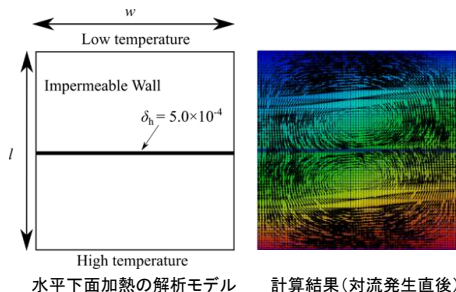 w
Low temperature
Impermeable Wall
δh = 5.0×10-4
l
High temperature
水平下面加熱の解析モデル
計算結果(対流発生直後)